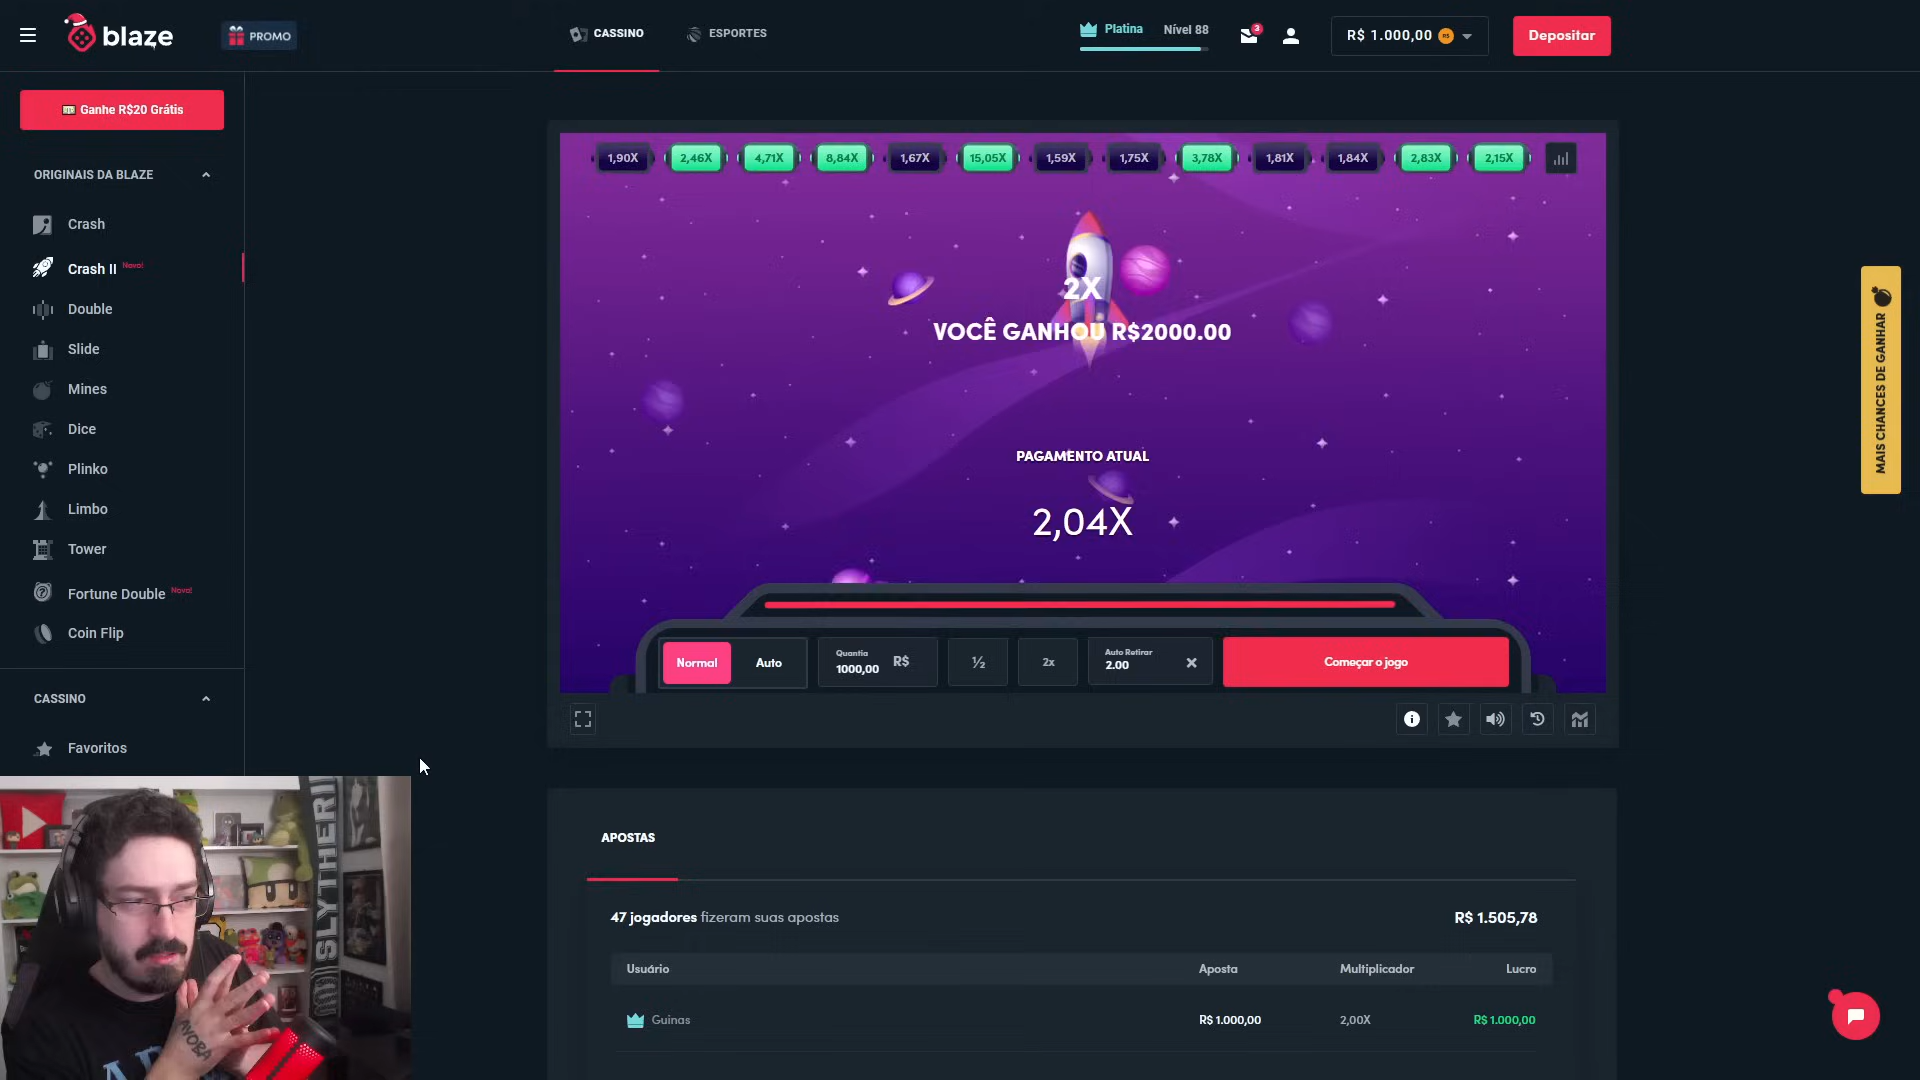 blaze
PROMO
CASSINO
ESPORTES
Platina
Nível 88
3
R$ 1.000,00
R$
Depositar
Ganhe R$20 Grátis
ORIGINAIS DA BLAZE
Crash
Crash II Novo!
Double
Slide
Mines
Dice
Plinko
Limbo
Tower
Fortune Double Novo!
Coin Flip
CASSINO
Favoritos
1,90X
2,46X
4,71X
8,84X
1,67X
15,05X
1,59X
1,75X
3,78X
1,81X
1,84X
2,83X
2,15X
2X
VOCÊ GANHOU R$2000.00
PAGAMENTO ATUAL
2,04X
Normal
Auto
Quantia
1000,00
R$
½
2x
Auto Retirar
2.00
Começar o jogo
MAIS CHANCES DE GANHAR
APOSTAS
47 jogadores fizeram suas apostas
R$ 1.505,78
Usuário
Aposta
Multiplicador
Lucro
Guinas
R$ 1.000,00
2,00X
R$ 1.000,00
SLYTHERI